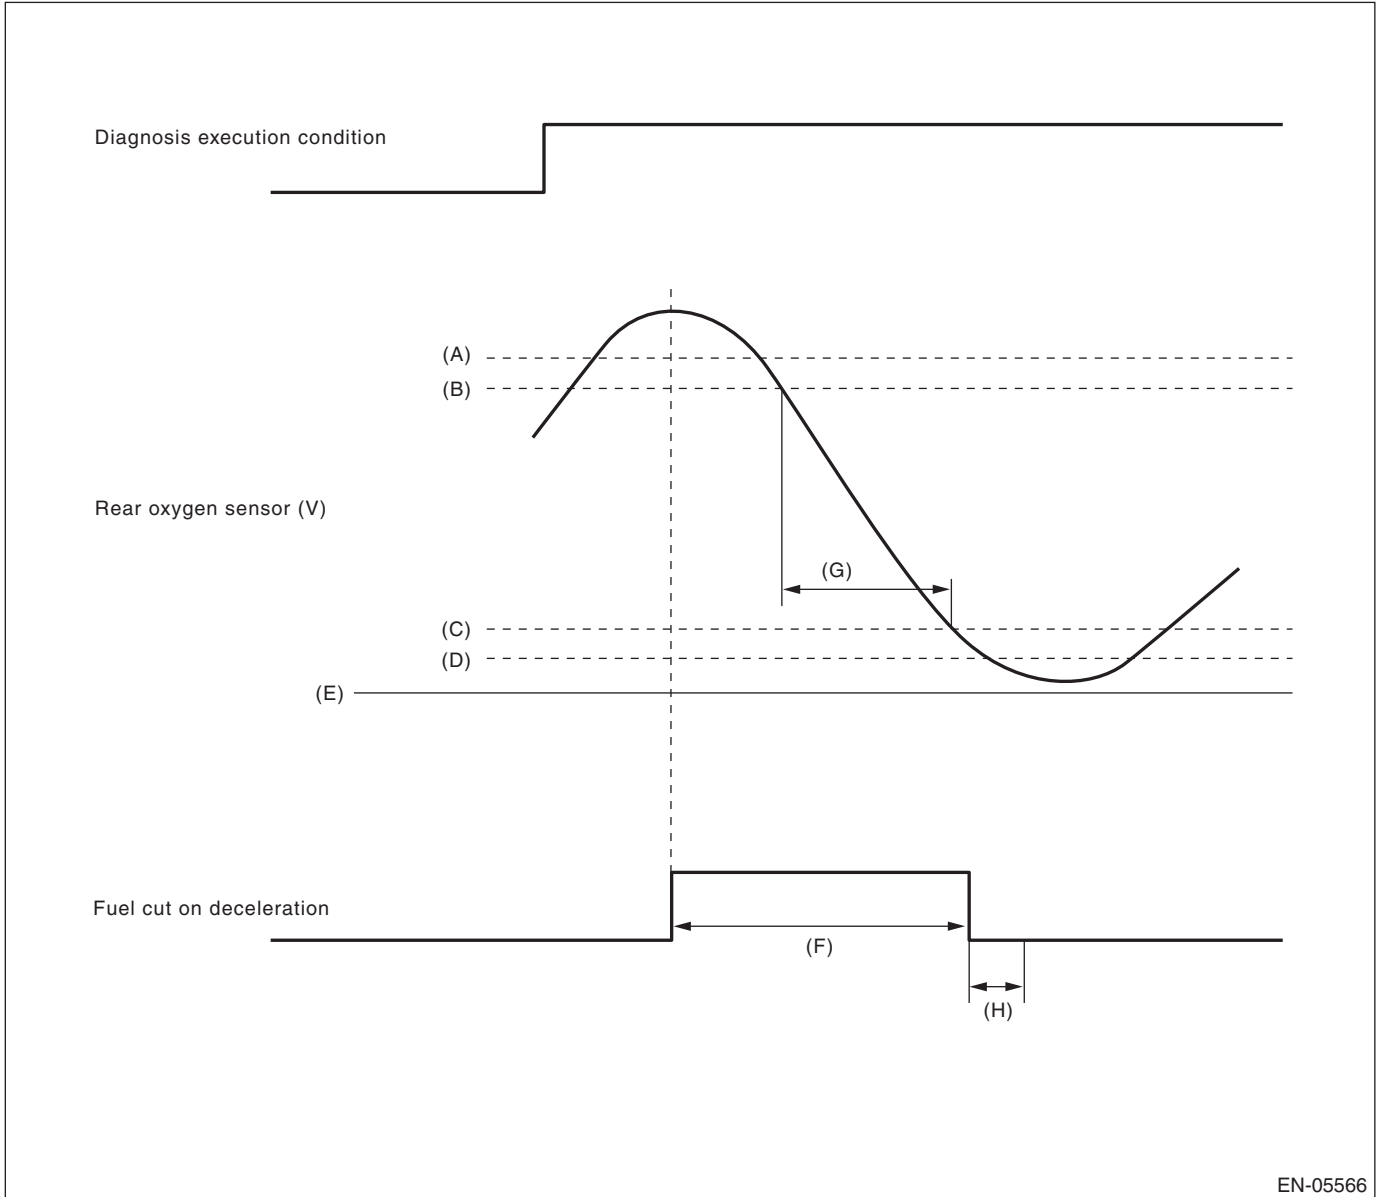 Diagnosis execution condition
(A)
(B)
Rear oxygen sensor (V)
(G)
(C)
(D)
(E)
Fuel cut on deceleration
(F)
(H)
EN-05566